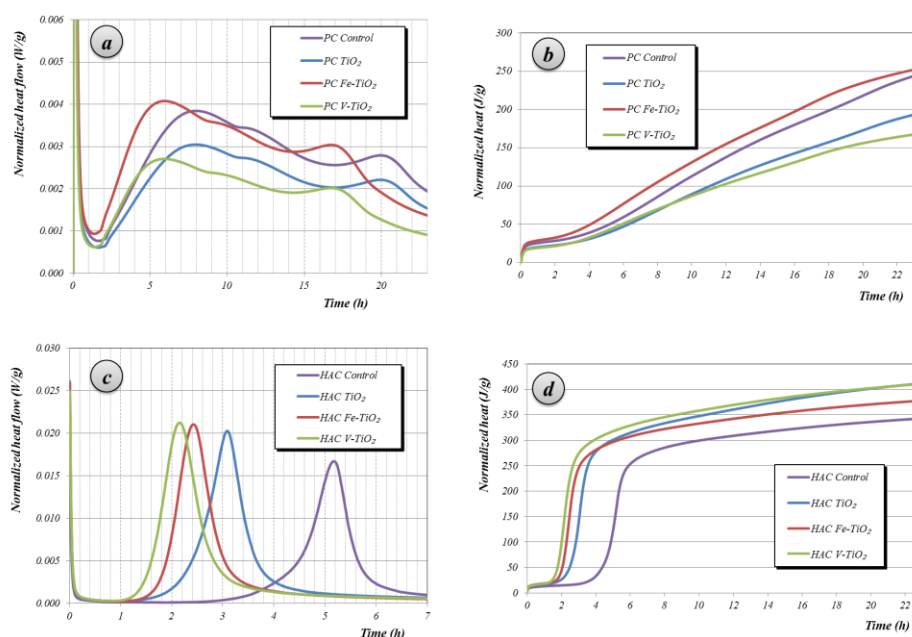 a
Normalized heat flow (W/g)
0.006
0.005
0.004
0.003
0.002
0.001
0.000
PC Control
PC TiO₂
PC Fe-TiO₂
PC V-TiO₂
0 5 10 15 20
Time (h)
b
Normalized heat (J/g)
300
250
200
150
100
50
0
PC Control
PC TiO₂
PC Fe-TiO₂
PC V-TiO₂
0 2 4 6 8 10 12 14 16 18 20 22
Time (h)
c
Normalized heat flow (W/g)
0.030
0.025
0.020
0.015
0.010
0.005
0.000
HAC Control
HAC TiO₂
HAC Fe-TiO₂
HAC V-TiO₂
0 1 2 3 4 5 6 7
Time (h)
d
Normalized heat (J/g)
450
400
350
300
250
200
150
100
50
0
HAC Control
HAC TiO₂
HAC Fe-TiO₂
HAC V-TiO₂
0 2 4 6 8 10 12 14 16 18 20 22
Time (h)